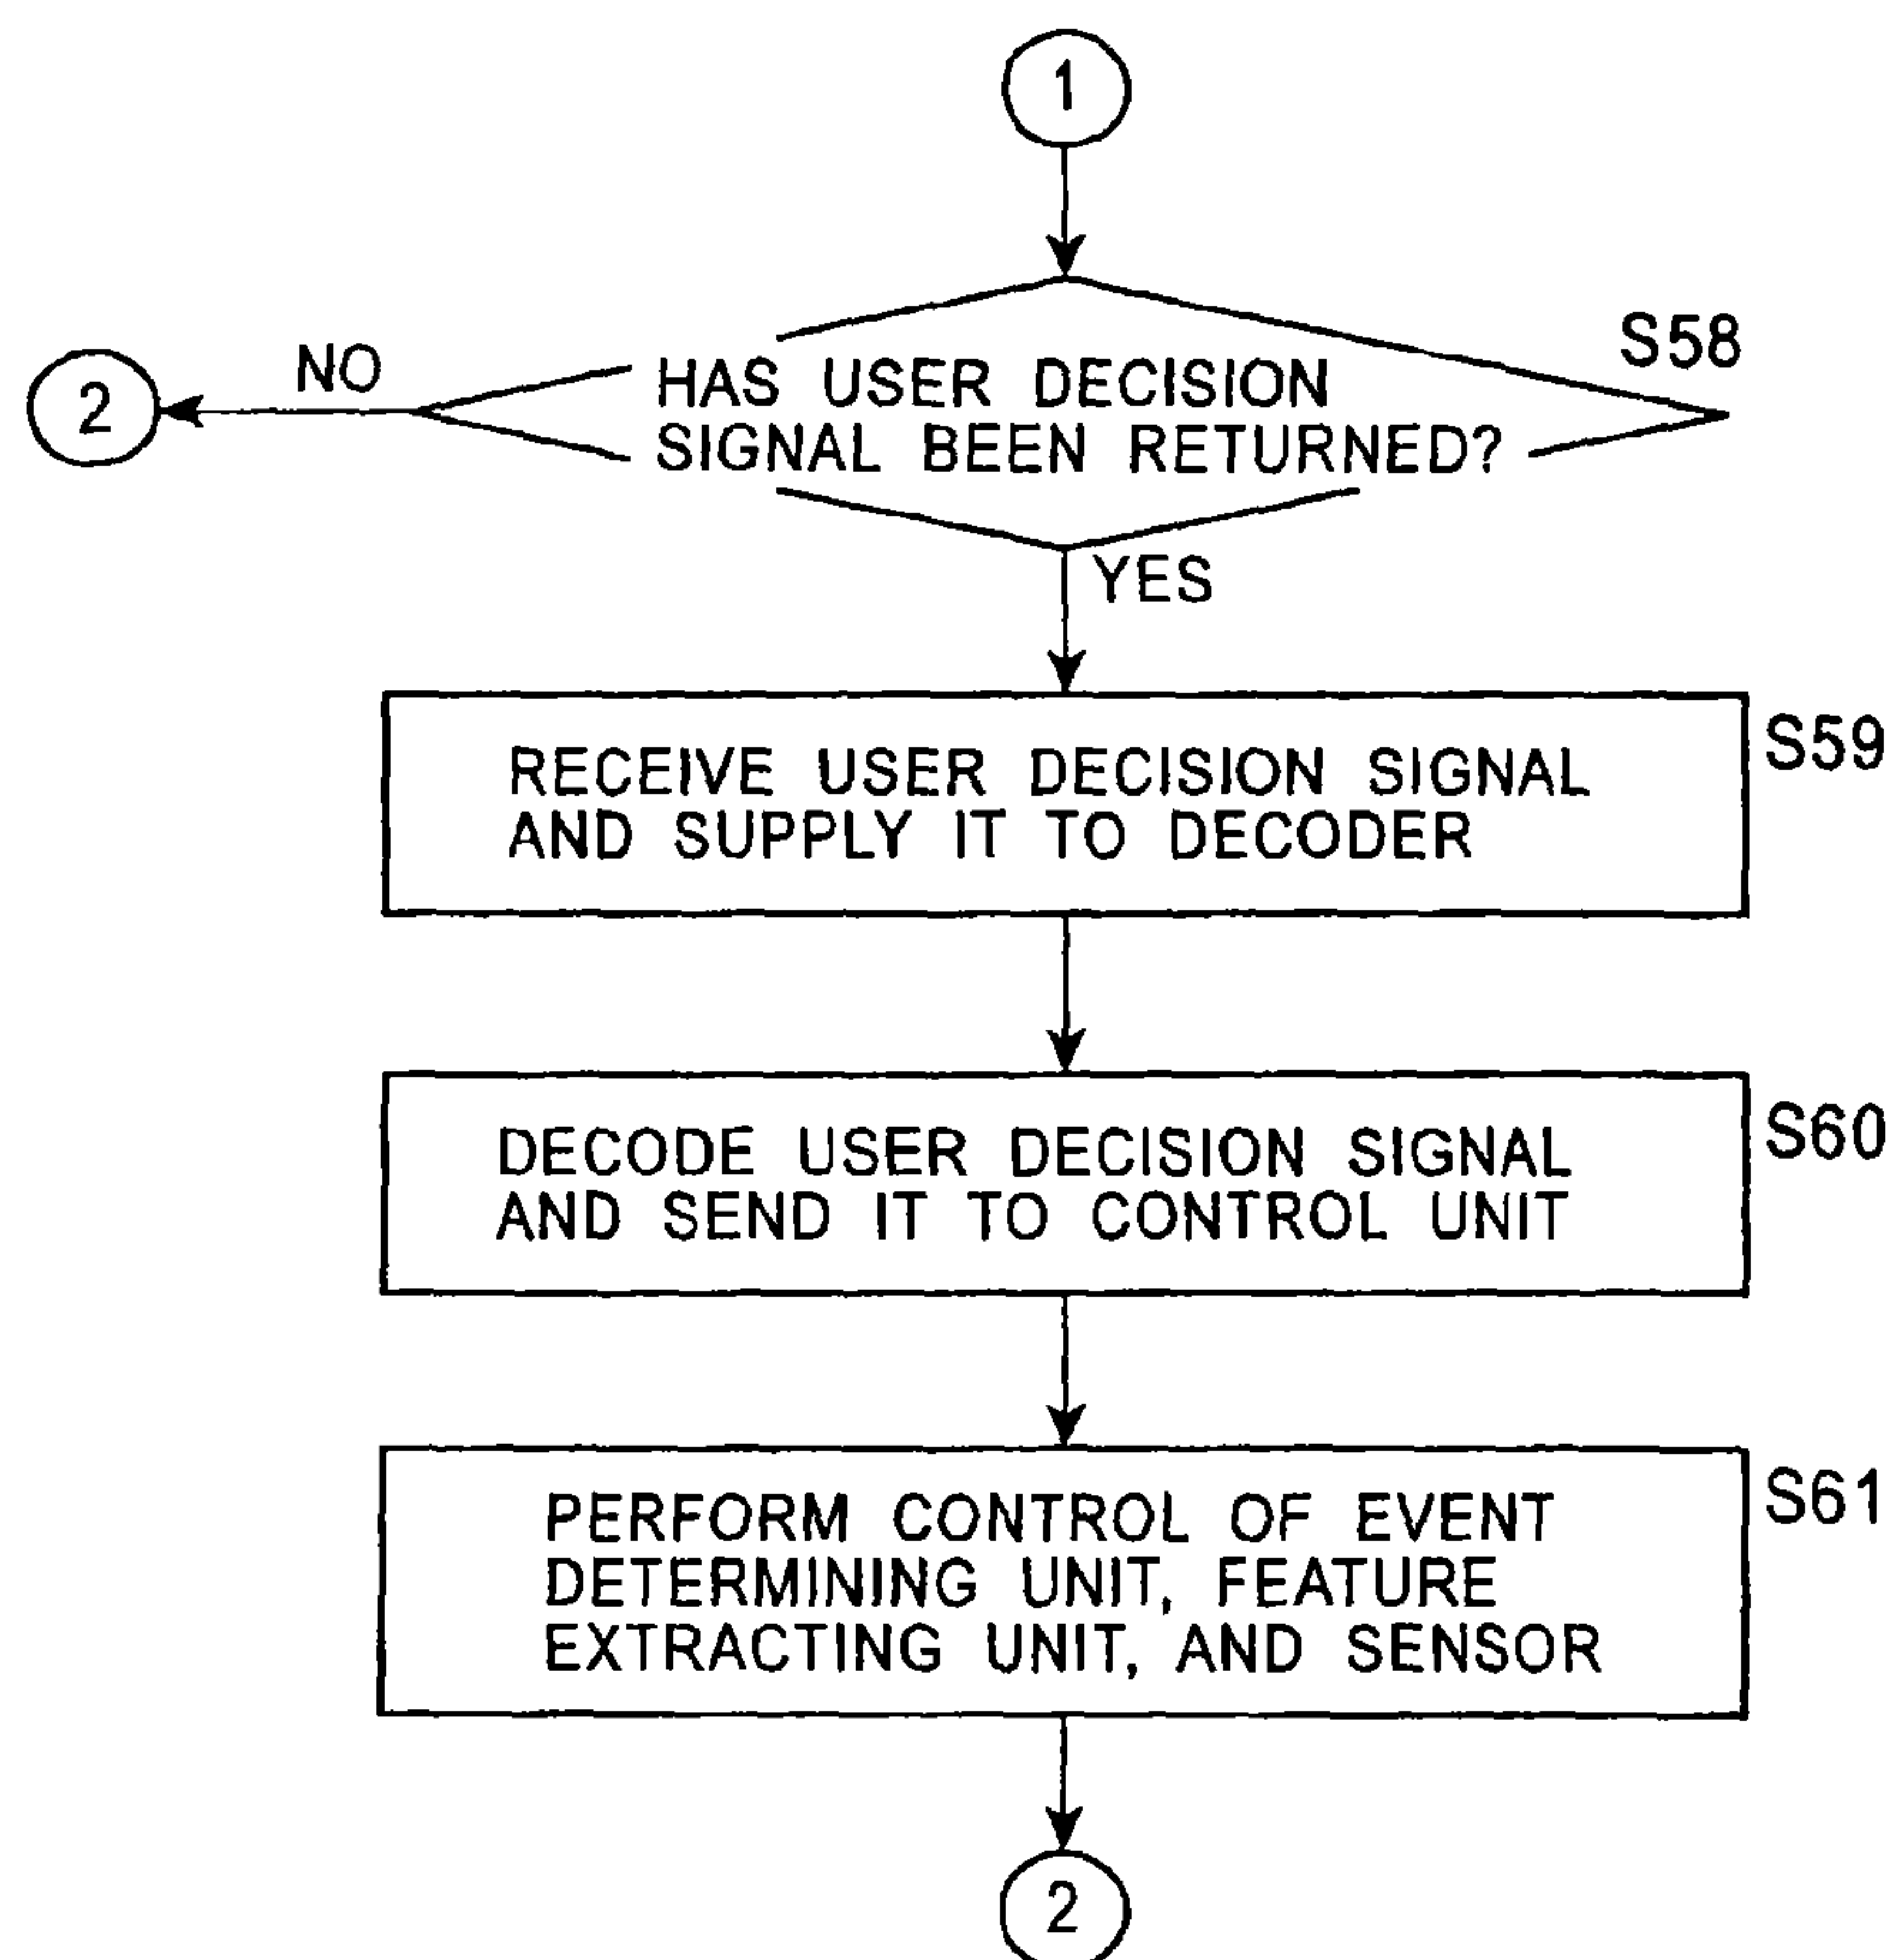 1
S58
NO
2
HAS USER DECISION
SIGNAL BEEN RETURNED?
YES
S59
RECEIVE USER DECISION SIGNAL
AND SUPPLY IT TO DECODER
S60
DECODE USER DECISION SIGNAL
AND SEND IT TO CONTROL UNIT
S61
PERFORM CONTROL OF EVENT
DETERMINING UNIT, FEATURE
EXTRACTING UNIT, AND SENSOR
2